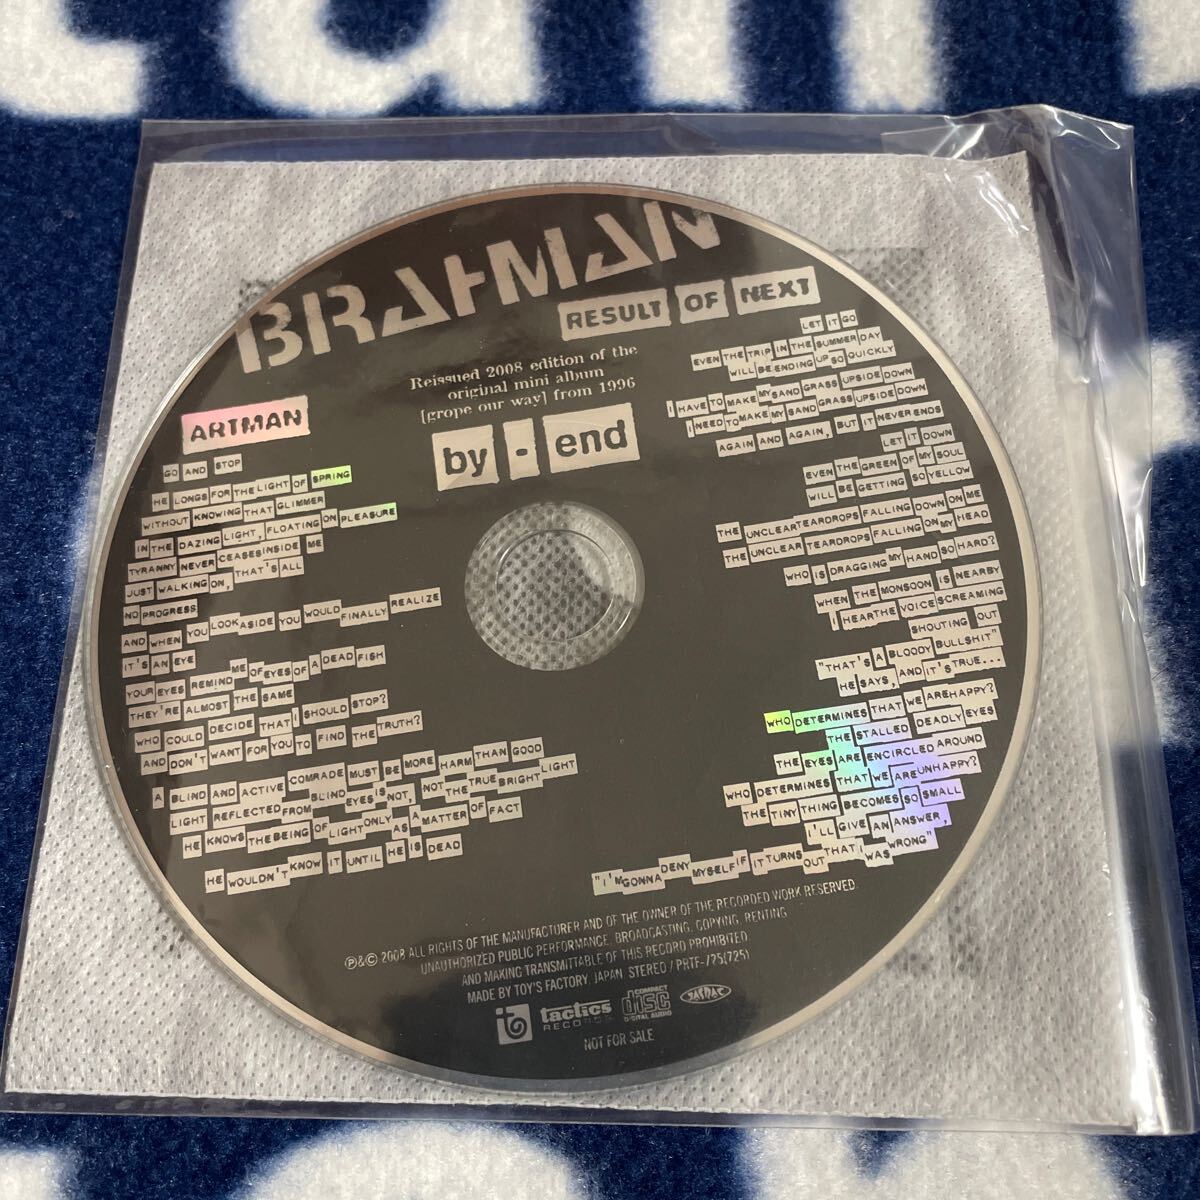 BRAHMAN
RESULT OF NEXT
Reissued 2008 edition of the
original mini album
[grope our way] from 1996
by - end
ARTMAN
GO AND STOP
HE LONGS FOR THE LIGHT OF SPRING
WITHOUT KNOWING THAT GLIMMER
IN THE DAZING LIGHT, FLOATING ON PLEASURE
TYRANNY NEVER CEASES INSIDE ME
JUST WALKING ON, THAT'S ALL
NO PROGRESS
AND WHEN YOU LOOK ASIDE YOU WOULD FINALLY REALIZE
IT'S AN EYE
YOUR EYES REMIND ME OF EYES OF A DEAD FISH
THEY'RE ALMOST THE SAME
WHO COULD DECIDE THAT I SHOULD STOP?
AND DON'T WANT FOR YOU TO FIND THE TRUTH?
A BLIND AND ACTIVE COMRADE MUST BE MORE HARM THAN GOOD
LIGHT REFLECTED FROM BLIND EYES IS NOT, NOT THE TRUE BRIGHT LIGHT
HE KNOWS THE BEING OF LIGHT ONLY AS A MATTER OF FACT
HE WOULDN'T KNOW IT UNTIL HE IS DEAD
LET IT GO
EVEN THE TRIP IN THE SUMMER DAY
WILL BE ENDING UP SO QUICKLY
I HAVE TO MAKE MY SAND GRASS UPSIDE DOWN
I NEED TO MAKE MY SAND GRASS UPSIDE DOWN
AGAIN AND AGAIN, BUT IT NEVER ENDS
LET IT DOWN
EVEN THE GREEN OF MY SOUL
WILL BE GETTING SO YELLOW
THE UNCLEAR TEARDROPS FALLING DOWN ON ME
THE UNCLEAR TEARDROPS FALLING ON MY HEAD
WHO IS DRAGGING MY HAND SO HARD?
WHEN THE MONSOON IS NEARBY
I HEAR THE VOICE SCREAMING
SHOUTING OUT
"THAT'S A BLOODY BULLSHIT"
HE SAYS, AND IT'S TRUE...
WHO DETERMINES THAT WE ARE HAPPY?
THE STALLED DEADLY EYES
THE EYES ARE ENCIRCLED AROUND
WHO DETERMINES THAT WE ARE UNHAPPY?
THE TINY THING BECOMES SO SMALL
I'LL GIVE AN ANSWER,
"I'M GONNA DENY MYSELF IF IT TURNS OUT THAT I WAS WRONG"
Ⓟ&© 2008 ALL RIGHTS OF THE MANUFACTURER AND OF THE OWNER OF THE RECORDED WORK RESERVED.
UNAUTHORIZED PUBLIC PERFORMANCE, BROADCASTING, COPYING, RENTING
AND MAKING TRANSMITTABLE OF THIS RECORD PROHIBITED
MADE BY TOY'S FACTORY, JAPAN STEREO / PRTF-725(725)
tactics
RECORDS
COMPACT
disc
DIGITAL AUDIO
JASRAC
NOT FOR SALE